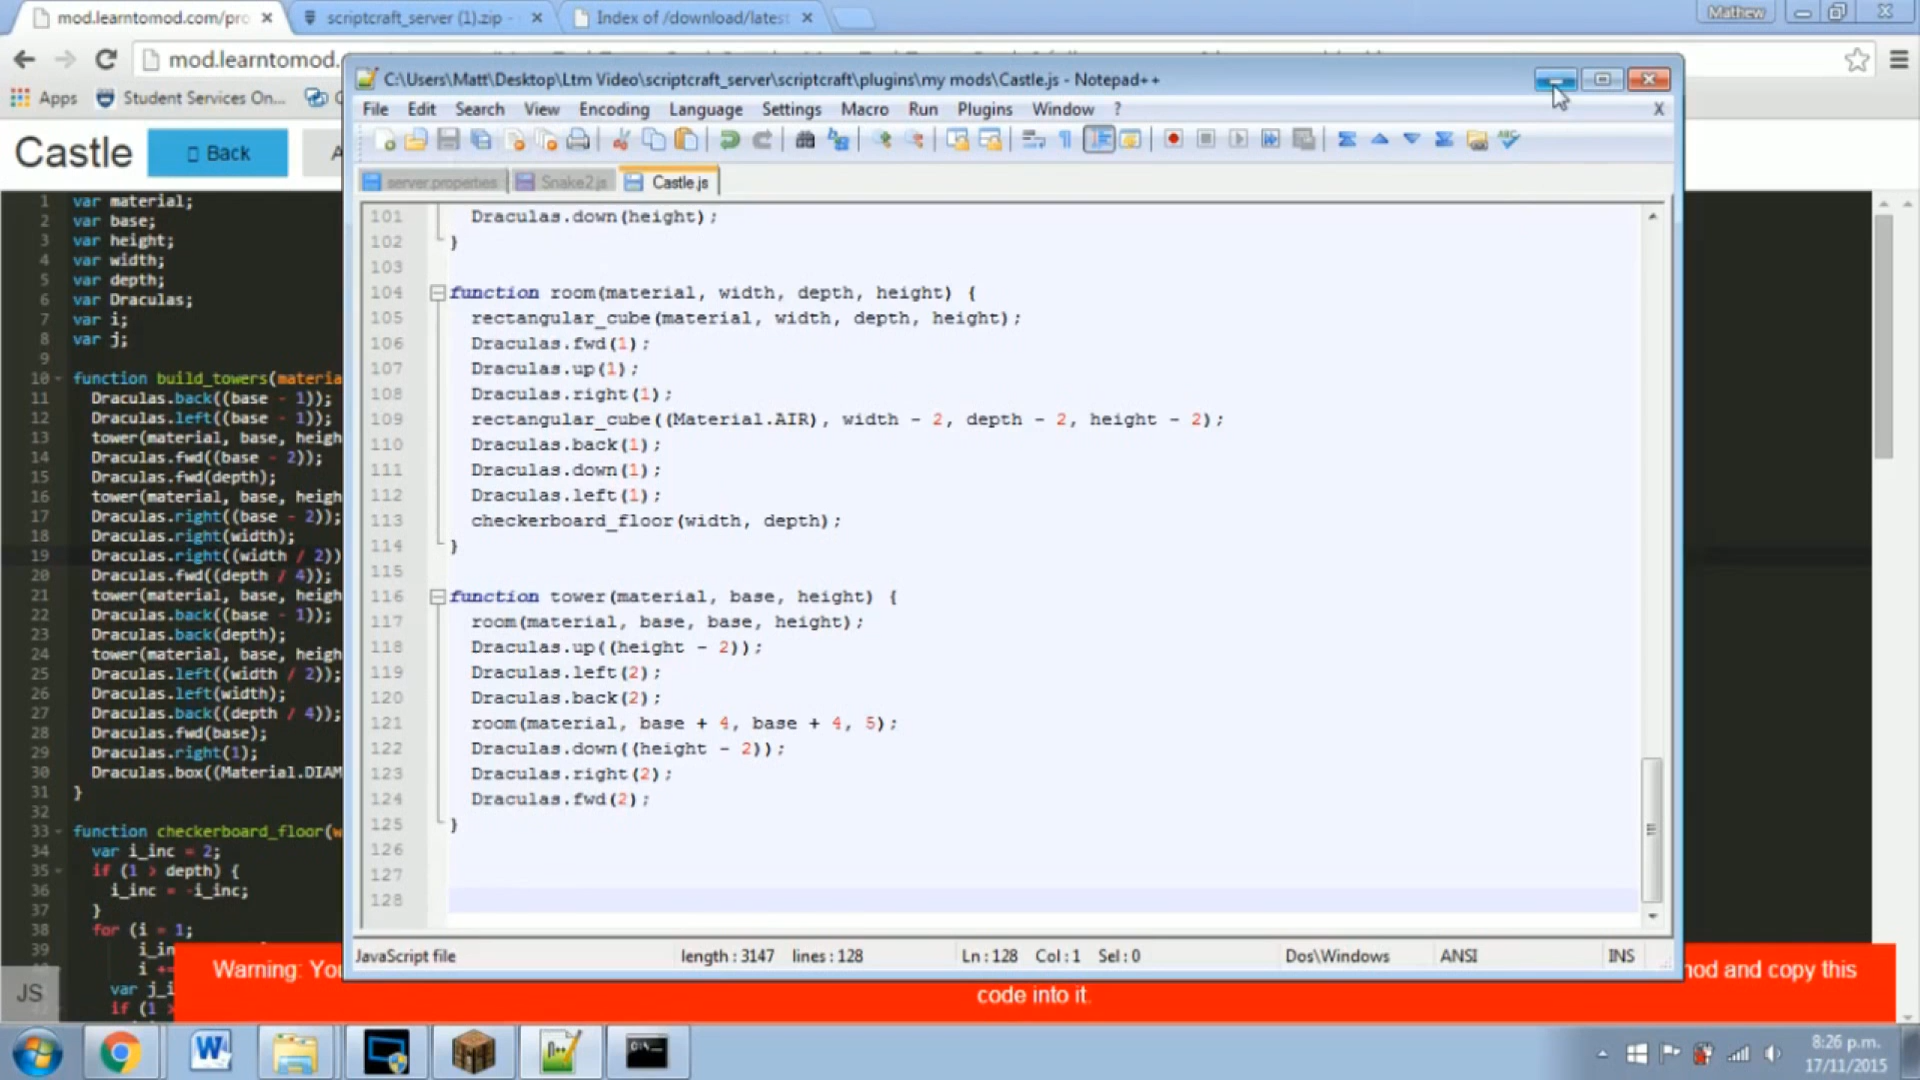 mod.learntomod.com/pro
scriptcraft_server (1).zip -
Index of /download/latest
Mathew
mod.learntomod.
Apps
Student Services On...
C:\Users\Matt\Desktop\Ltm Video\scriptcraft_server\scriptcraft\plugins\my mods\Castle.js - Notepad++
File Edit Search View Encoding Language Settings Macro Run Plugins Window ?
X
Castle
Back
A
server.properties
Snake2.js
Castle.js
1 var material;
2 var base;
3 var height;
4 var width;
5 var depth;
6 var Draculas;
7 var i;
8 var j;
9
10 function build_towers(materia
11 Draculas.back((base - 1));
12 Draculas.left((base - 1));
13 tower(material, base, heigh
14 Draculas.fwd((base - 2));
15 Draculas.fwd(depth);
16 tower(material, base, heigh
17 Draculas.right((base - 2));
18 Draculas.right(width);
19 Draculas.right((width / 2))
20 Draculas.fwd((depth / 4));
21 tower(material, base, heigh
22 Draculas.back((base - 1));
23 Draculas.back(depth);
24 tower(material, base, heigh
25 Draculas.left((width / 2));
26 Draculas.left(width);
27 Draculas.back((depth / 4));
28 Draculas.fwd(base);
29 Draculas.right(1);
30 Draculas.box((Material.DIAM
31 }
32
33 function checkerboard_floor(w
34 var i_inc = 2;
35 if (1 > depth) {
36 i_inc = -i_inc;
37 }
38 for (i = 1;
39 i_in
i +=
var j_i
if (1 >
JS
101 Draculas.down(height);
102 }
103
104 function room(material, width, depth, height) {
105 rectangular_cube(material, width, depth, height);
106 Draculas.fwd(1);
107 Draculas.up(1);
108 Draculas.right(1);
109 rectangular_cube((Material.AIR), width - 2, depth - 2, height - 2);
110 Draculas.back(1);
111 Draculas.down(1);
112 Draculas.left(1);
113 checkerboard_floor(width, depth);
114 }
115
116 function tower(material, base, height) {
117 room(material, base, base, height);
118 Draculas.up((height - 2));
119 Draculas.left(2);
120 Draculas.back(2);
121 room(material, base + 4, base + 4, 5);
122 Draculas.down((height - 2));
123 Draculas.right(2);
124 Draculas.fwd(2);
125 }
126
127
128
JavaScript file length : 3147 lines : 128 Ln : 128 Col : 1 Sel : 0 Dos\Windows ANSI INS
Warning: You
mod and copy this
code into it.
8:26 p.m.
17/11/2015